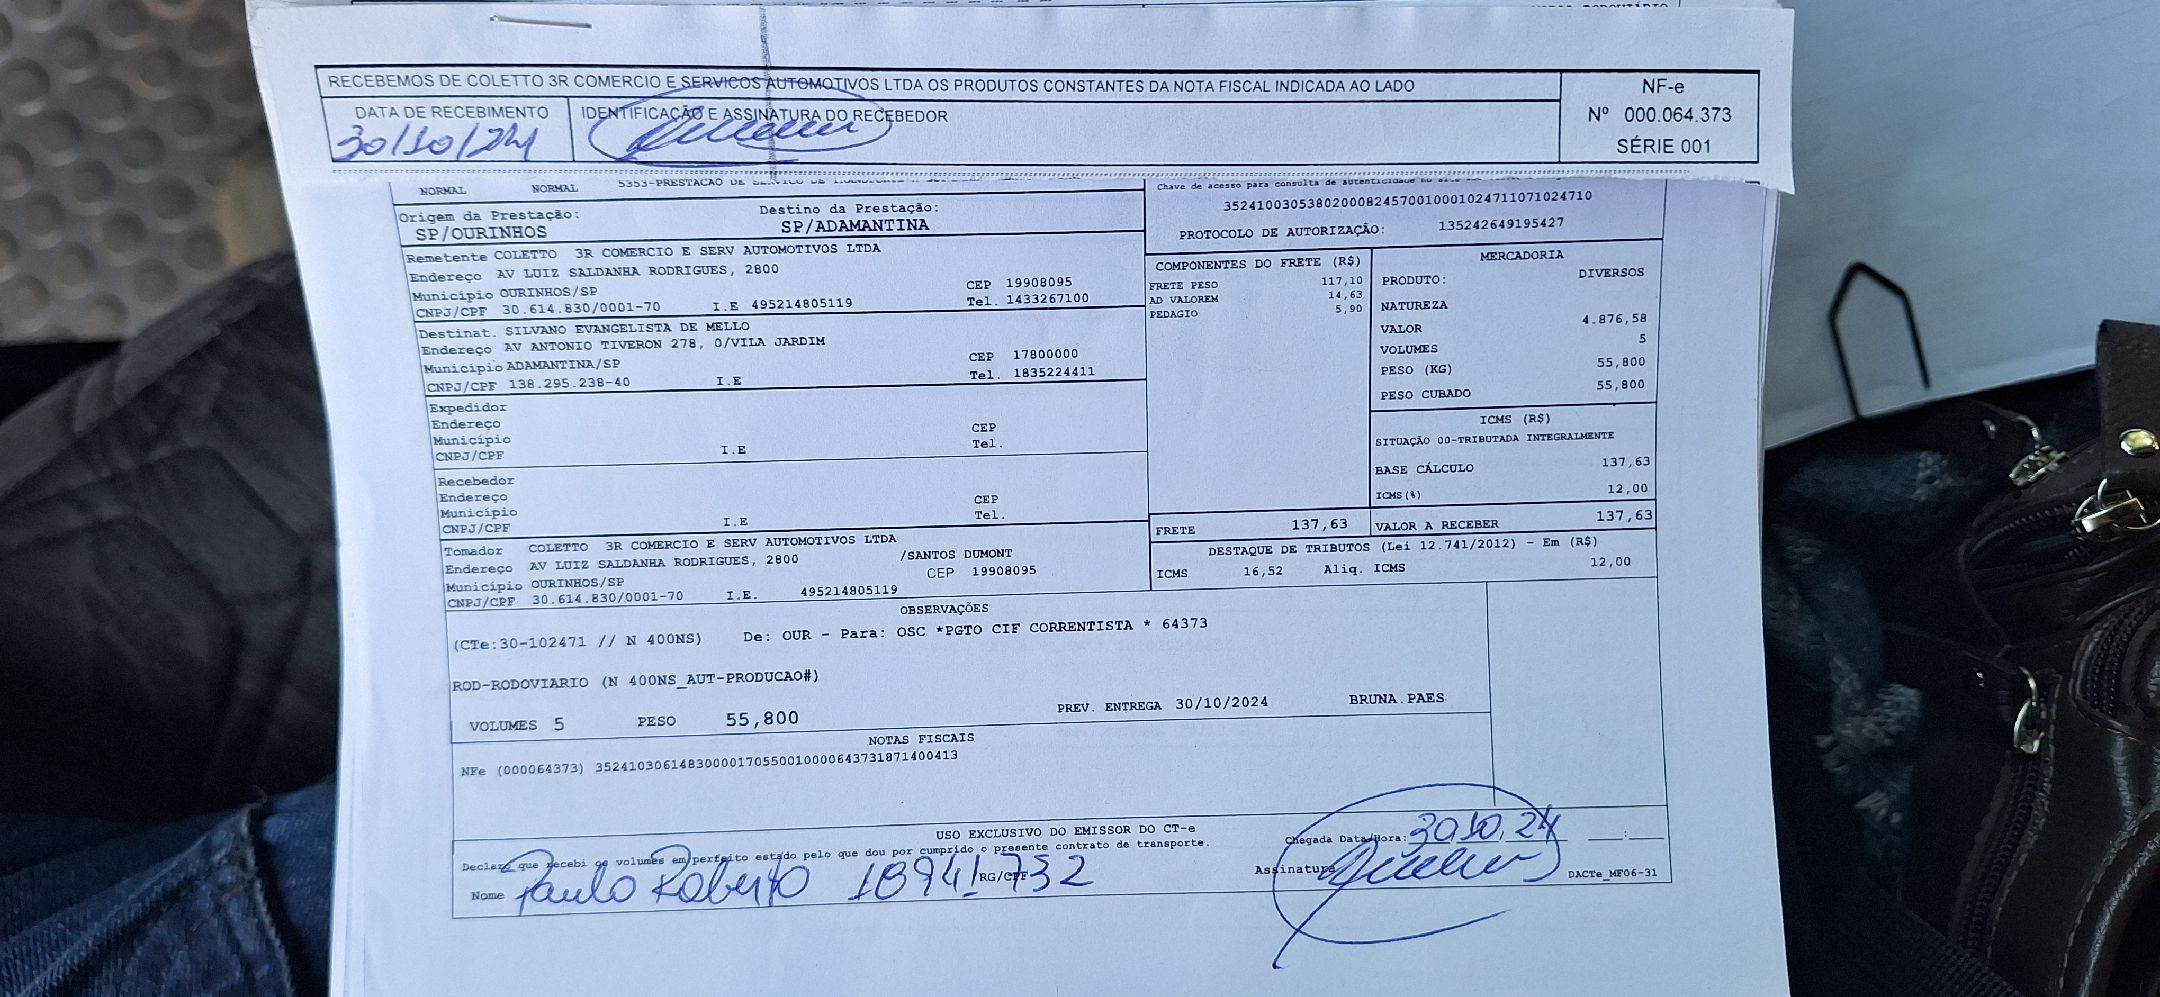 RECEBEMOS DE COLETTO 3R COMERCIO E SERVICOS AUTOMOTIVOS LTDA OS PRODUTOS CONSTANTES DA NOTA FISCAL INDICADA AO LADO
DATA DE RECEBIMENTO
30/10/24
IDENTIFICAÇÃO E ASSINATURA DO RECEBEDOR
NF-e
Nº 000.064.373
SÉRIE 001
NORMAL NORMAL 5353-PRESTACAO DE
Origem da Prestação:
SP/OURINHOS
Destino da Prestação:
SP/ADAMANTINA
Chave de acesso para consulta de autenticidade
35241003053802000824570010001024711071024710
PROTOCOLO DE AUTORIZAÇÃO: 135242649195427
Remetente COLETTO 3R COMERCIO E SERV AUTOMOTIVOS LTDA
Endereço AV LUIZ SALDANHA RODRIGUES, 2800
Município OURINHOS/SP CEP 19908095
CNPJ/CPF 30.614.830/0001-70 I.E 495214805119 Tel. 1433267100
Destinat. SILVANO EVANGELISTA DE MELLO
Endereço AV ANTONIO TIVERON 278, 0/VILA JARDIM
Município ADAMANTINA/SP CEP 17800000
CNPJ/CPF 138.295.238-40 I.E Tel. 1835224411
Expedidor
Endereço
Município CEP
CNPJ/CPF I.E Tel.
Recebedor
Endereço
Município CEP
CNPJ/CPF I.E Tel.
Tomador COLETTO 3R COMERCIO E SERV AUTOMOTIVOS LTDA
Endereço AV LUIZ SALDANHA RODRIGUES, 2800 /SANTOS DUMONT
Município OURINHOS/SP CEP 19908095
CNPJ/CPF 30.614.830/0001-70 I.E. 495214805119
COMPONENTES DO FRETE (R$)
FRETE PESO 117,10
AD VALOREM 14,63
PEDAGIO 5,90
MERCADORIA
PRODUTO: DIVERSOS
NATUREZA
VALOR 4.876,58
VOLUMES 5
PESO (KG) 55,800
PESO CUBADO 55,800
ICMS (R$)
SITUAÇÃO 00-TRIBUTADA INTEGRALMENTE
BASE CÁLCULO 137,63
ICMS(%) 12,00
FRETE 137,63
VALOR A RECEBER 137,63
DESTAQUE DE TRIBUTOS (Lei 12.741/2012) - Em (R$)
ICMS 16,52 Aliq. ICMS 12,00
OBSERVAÇÕES
(CTe:30-102471 // N 400NS) De: OUR - Para: OSC *PGTO CIF CORRENTISTA * 64373
ROD-RODOVIARIO (N 400NS_AUT-PRODUCAO#)
VOLUMES 5 PESO 55,800 PREV. ENTREGA 30/10/2024 BRUNA.PAES
NOTAS FISCAIS
NFe (000064373) 35241030614830000170550010000643731871400413
USO EXCLUSIVO DO EMISSOR DO CT-e
Declaro que recebi os volumes em perfeito estado pelo que dou por cumprido o presente contrato de transporte.
Chegada Data/Hora: 30 10, 24 __:__
Nome Paulo Roberto RG/CPF 18941732
Assinatura
DACTe_MF06-31